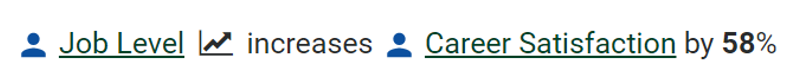 Job Level increases Career Satisfaction by 58%